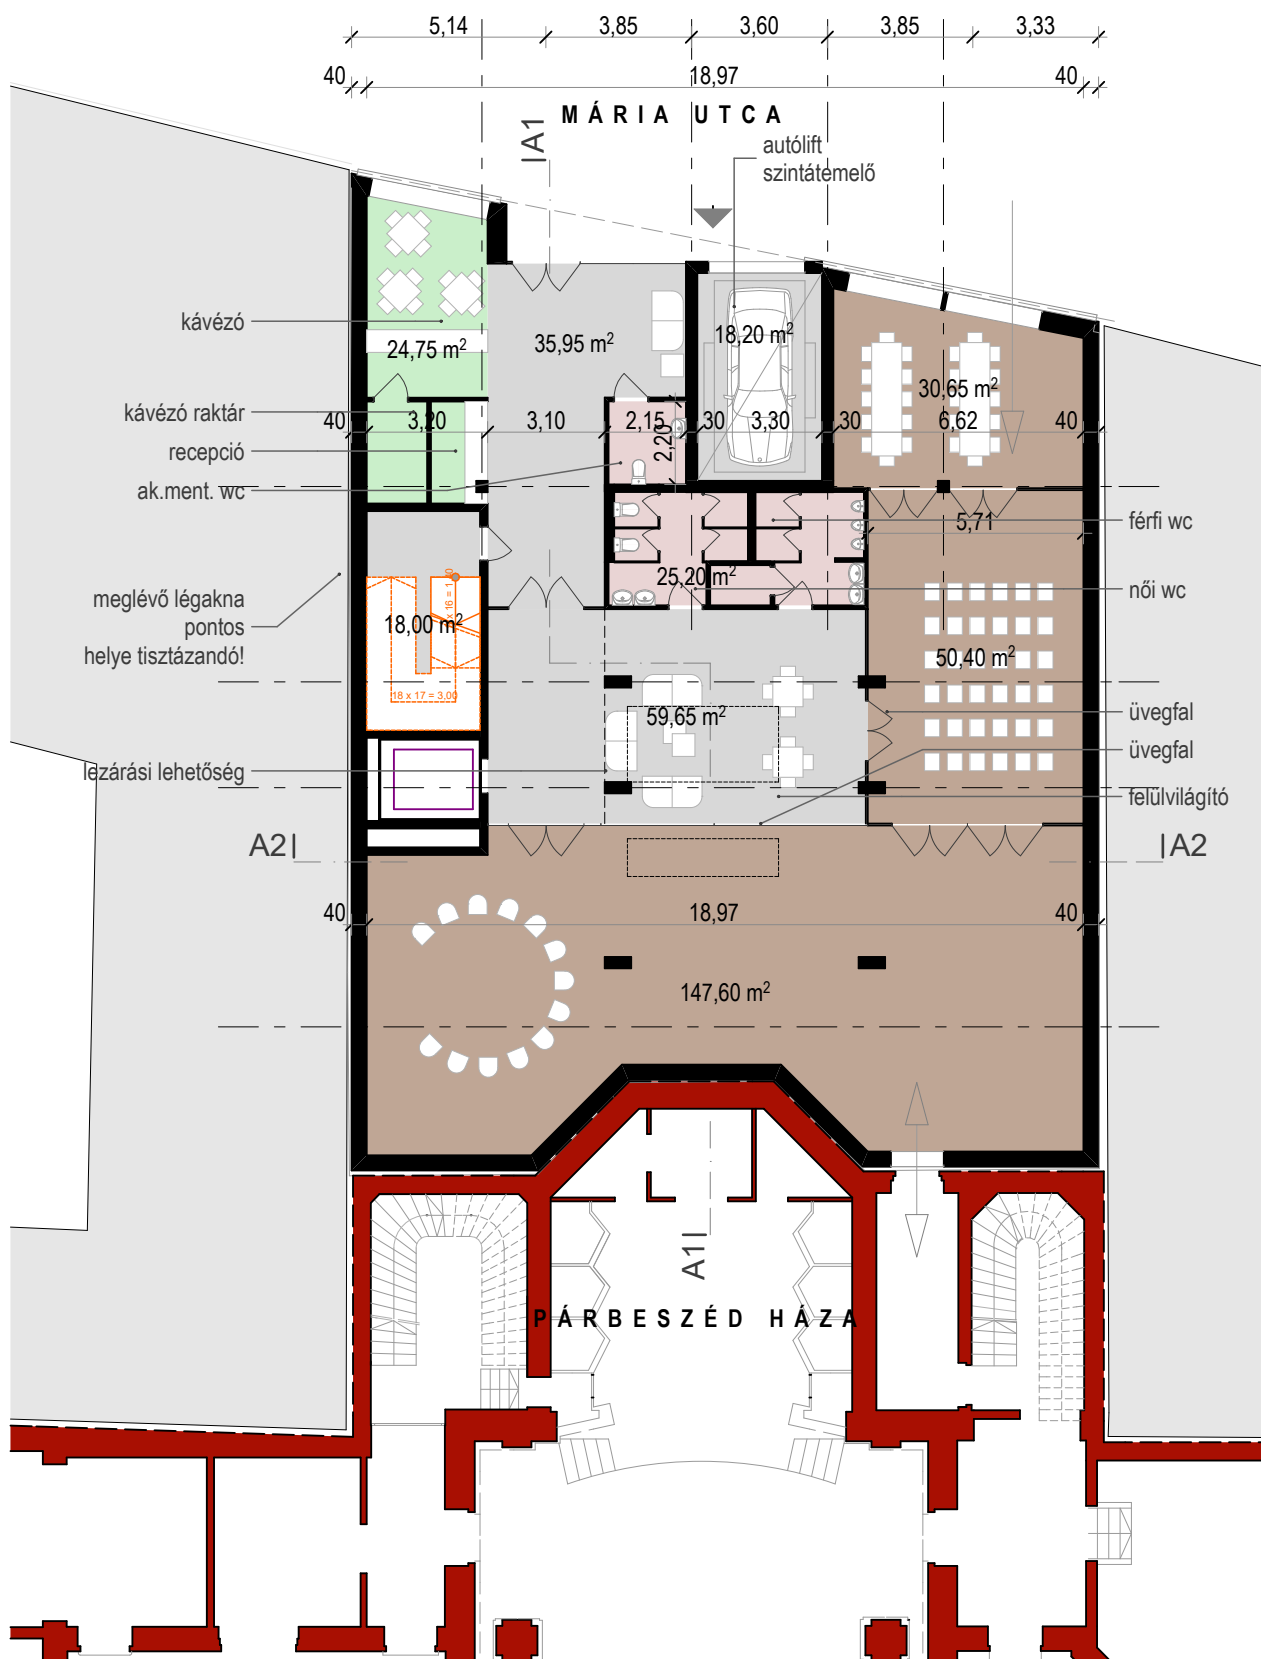 5,14 3,85 3,60 3,85 3,33
40 18,97 40
MÁRIA UTCA
|A1
autólift
szintátemelő
kávézó
24,75 m²
35,95 m²
18,20 m²
30,65 m²
kávézó raktár
40 3,20 3,10 2,15 30 3,30 30 6,62 40
2,20
recepció
ak.ment. wc
férfi wc
5,71
25,20 m²
női wc
meglévő légakna
pontos
helye tisztázandó!
18,00 m²
18 x 17 = 3,00
50,40 m²
59,65 m²
üvegfal
üvegfal
lezárási lehetőség
felülvilágító
A2|
|A2
40 18,97 40
147,60 m²
A1|
PÁRBESZÉD HÁZA